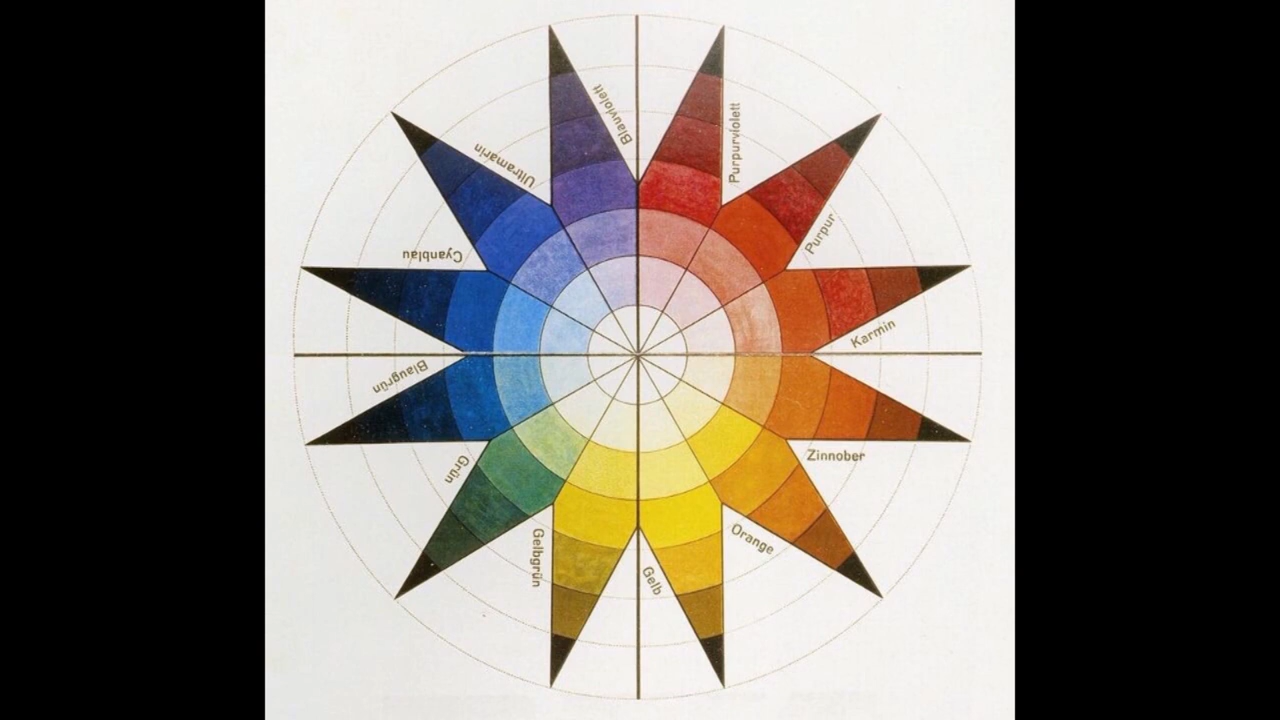 Blauviolett
Purpurviolett
Purpur
Karmin
Zinnober
Orange
Gelb
Gelbgrün
Grün
Blaugrün
Cyanblau
Ultramarin